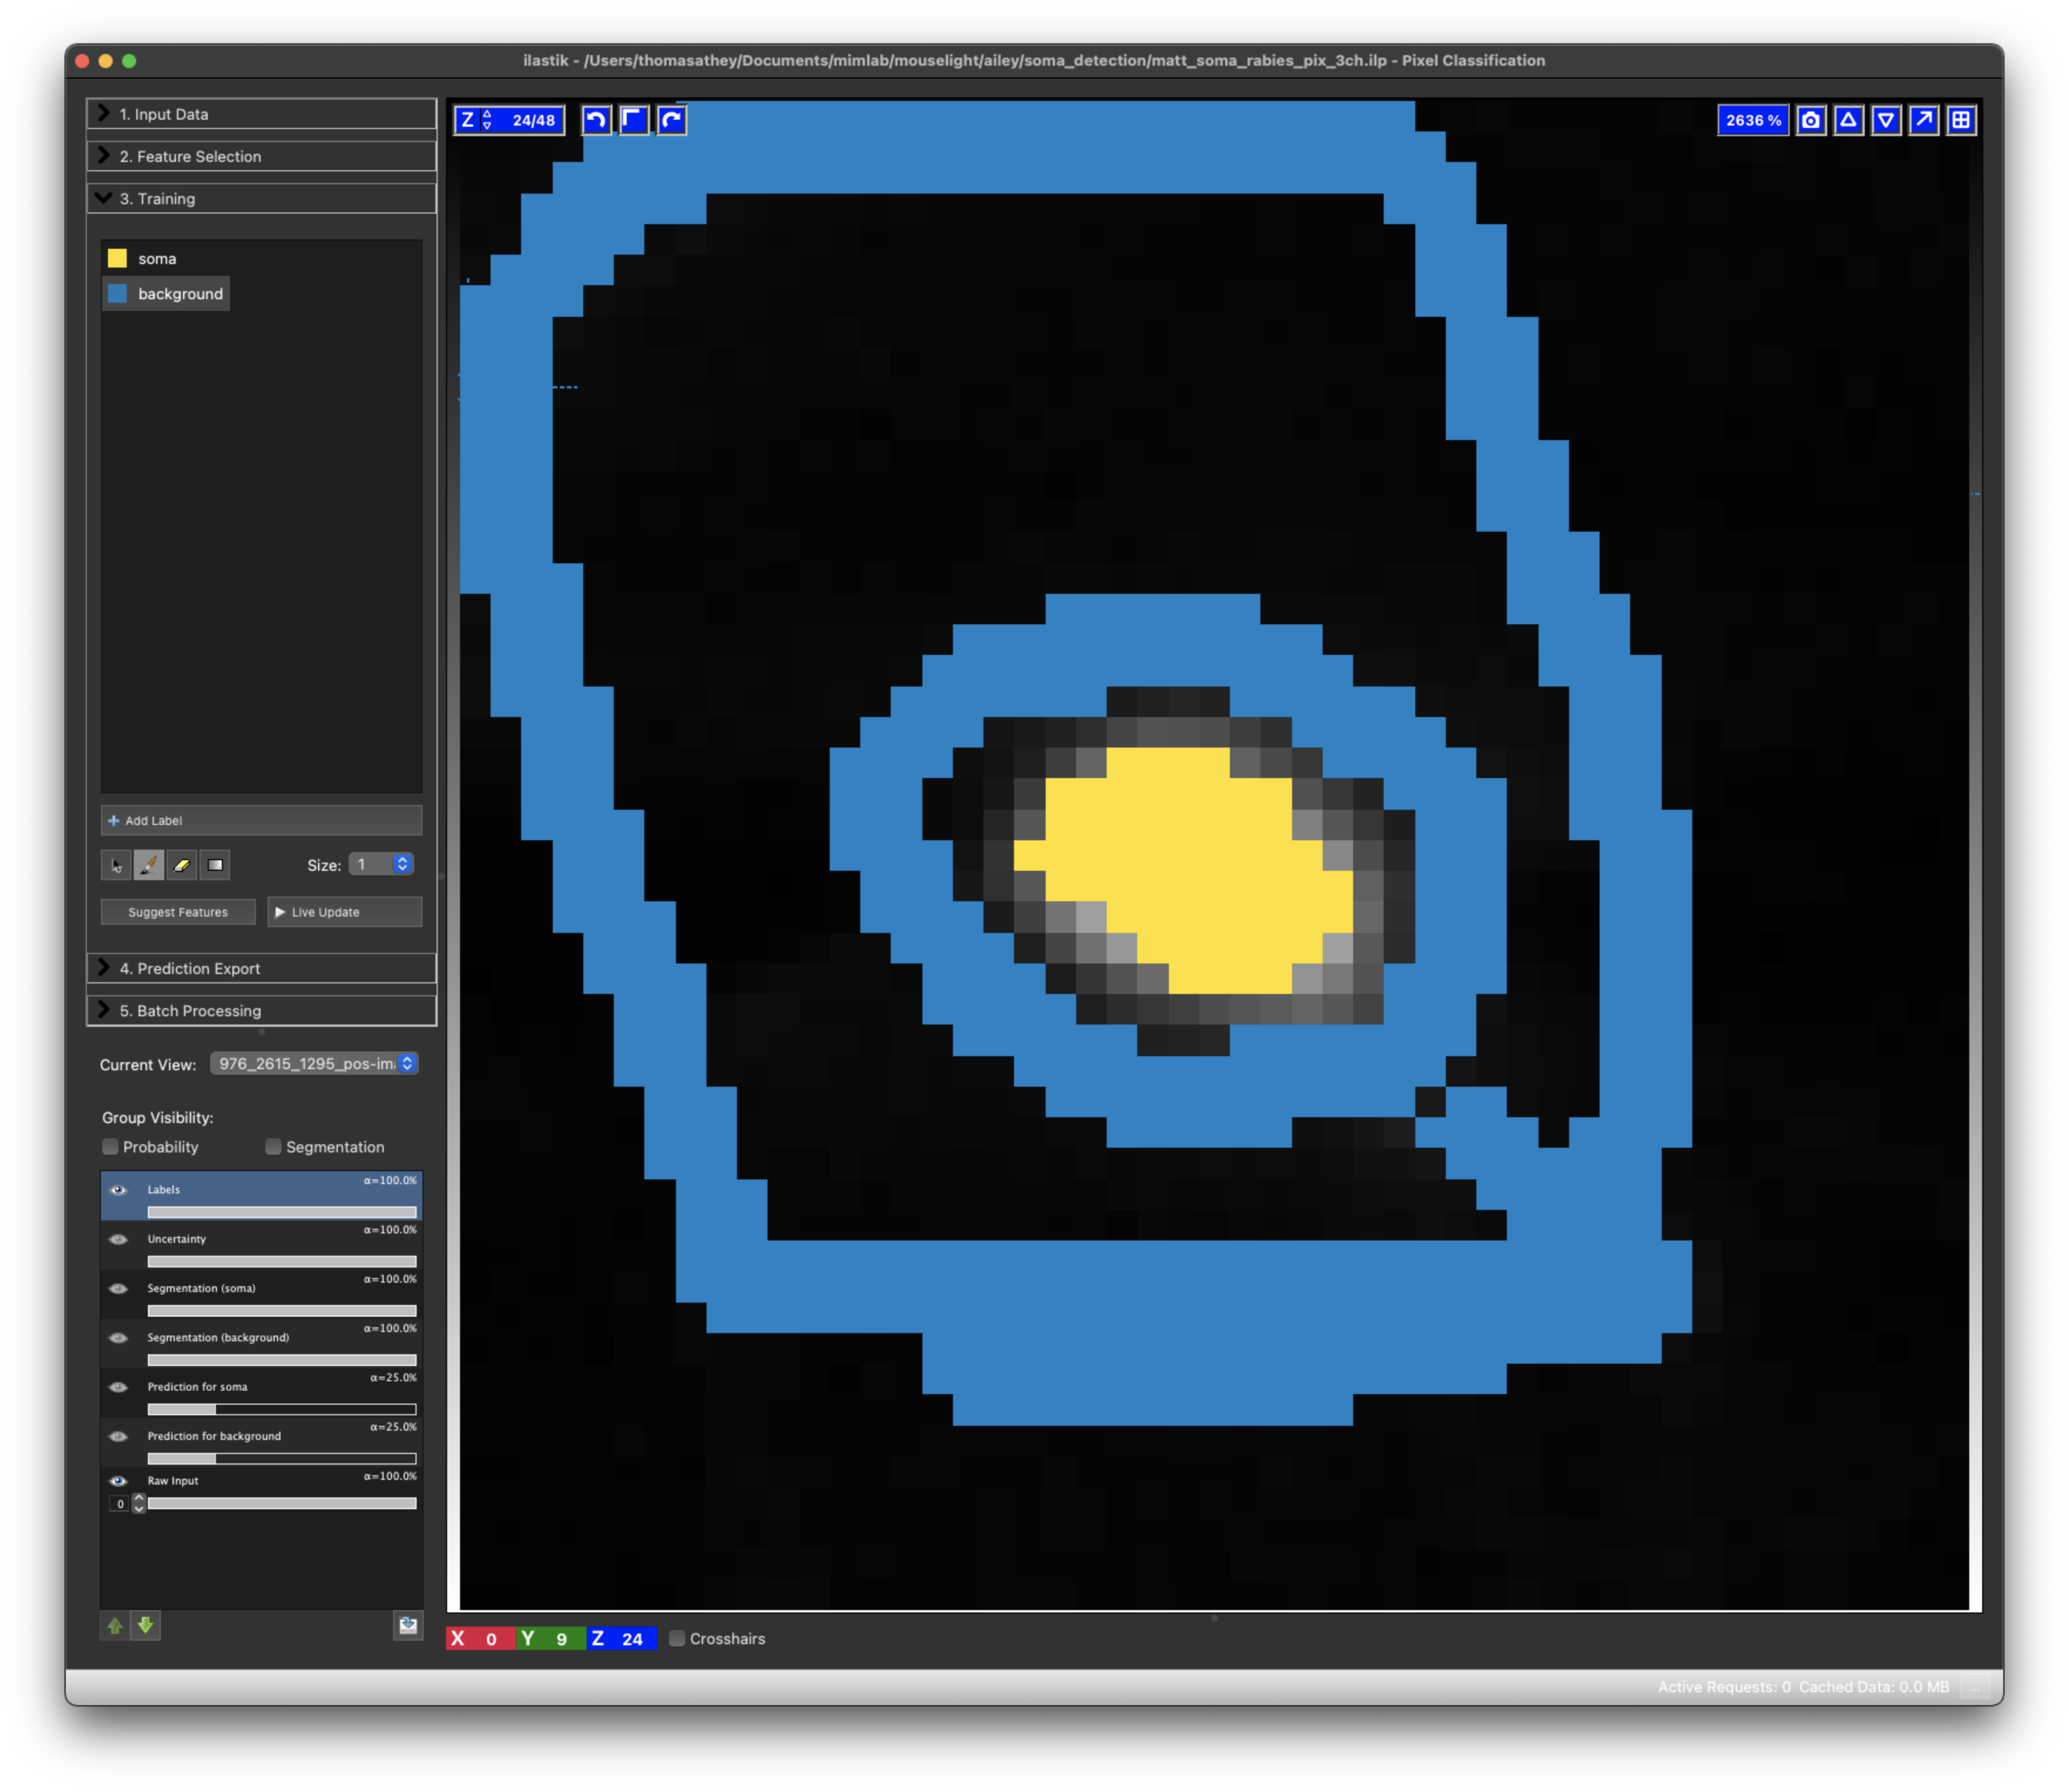 ilastik - /Users/thomasathey/Documents/mimlab/mouselight/ailey/soma_detection/matt_soma_rabies_pix_3ch.ilp - Pixel Classification
1. Input Data
2. Feature Selection
3. Training
soma
background
Add Label
Size: 1
Suggest Features
Live Update
4. Prediction Export
5. Batch Processing
Current View: 976_2615_1295_pos-im
Group Visibility:
Probability
Segmentation
Labels
α=100.0%
Uncertainty
α=100.0%
Segmentation (soma)
α=100.0%
Segmentation (background)
α=100.0%
Prediction for soma
α=25.0%
Prediction for background
α=25.0%
Raw Input
α=100.0%
0
Z 24/48
2636 %
X 0 Y 9 Z 24 Crosshairs
Active Requests: 0 Cached Data: 0.0 MB ...